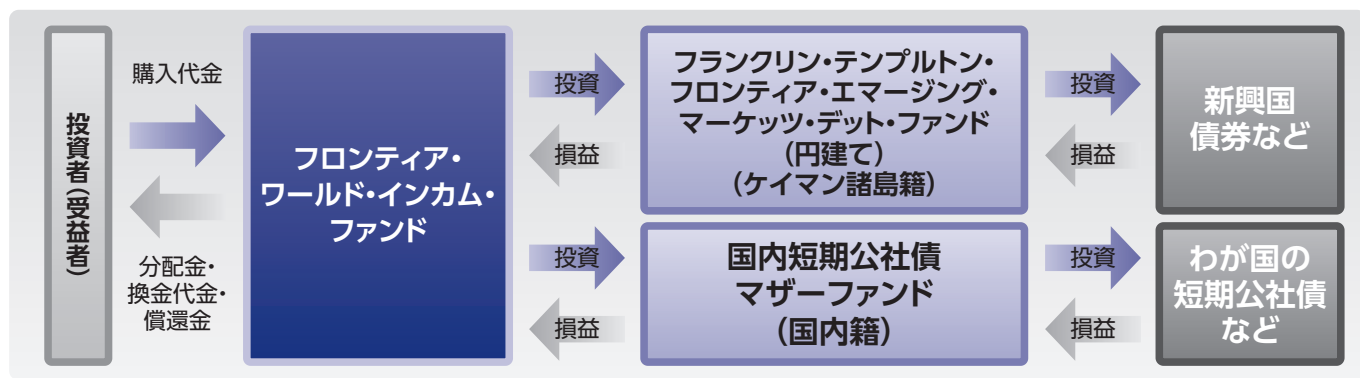 投資者(受益者)
購入代金
分配金・
換金代金・
償還金
フロンティア・
ワールド・インカム・
ファンド
投資
損益
フランクリン・テンプルトン・
フロンティア・エマージング・
マーケッツ・デット・ファンド
(円建て)
(ケイマン諸島籍)
投資
損益
新興国
債券など
投資
損益
国内短期公社債
マザーファンド
(国内籍)
投資
損益
わが国の
短期公社債
など